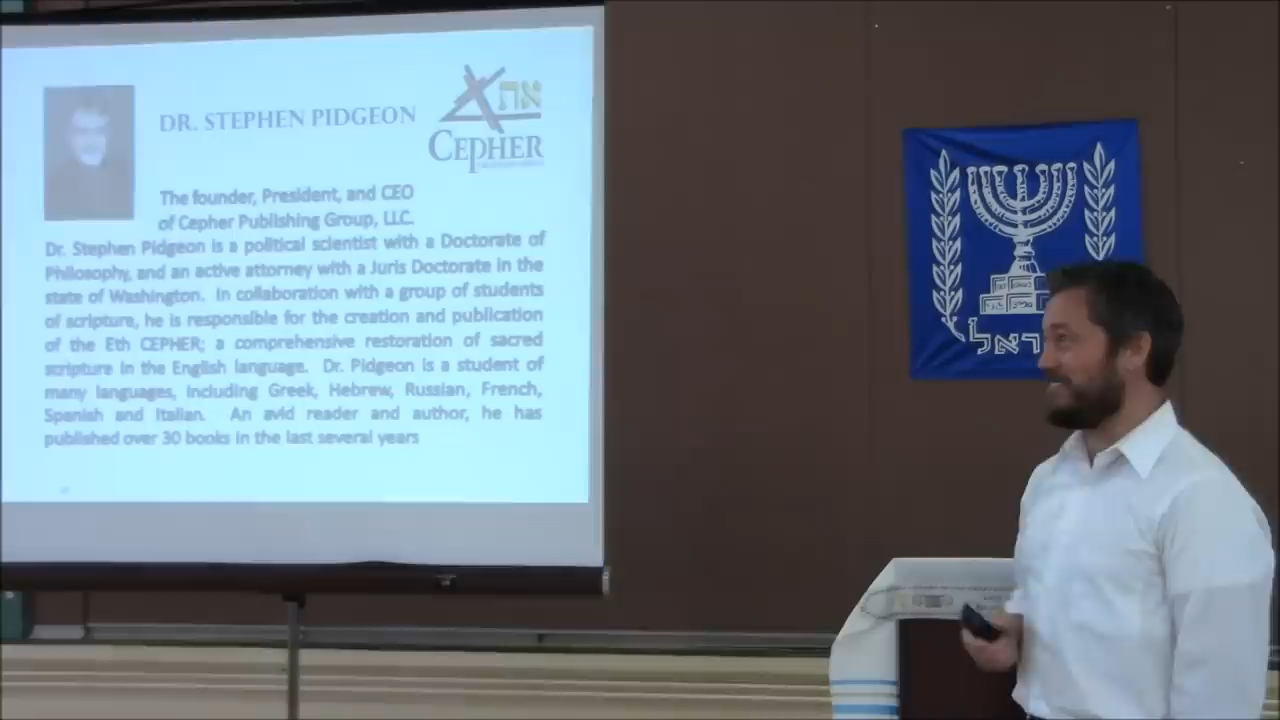 DR. STEPHEN PIDGEON
את
CEPHER
The founder, President, and CEO
of Cepher Publishing Group, LLC.
Dr. Stephen Pidgeon is a political scientist with a Doctorate of
Philosophy, and an active attorney with a Juris Doctorate in the
state of Washington. In collaboration with a group of students
of scripture, he is responsible for the creation and publication
of the Eth CEPHER; a comprehensive restoration of sacred
scripture in the English language. Dr. Pidgeon is a student of
many languages, including Greek, Hebrew, Russian, French,
Spanish and Italian. An avid reader and author, he has
published over 30 books in the last several years
ראל